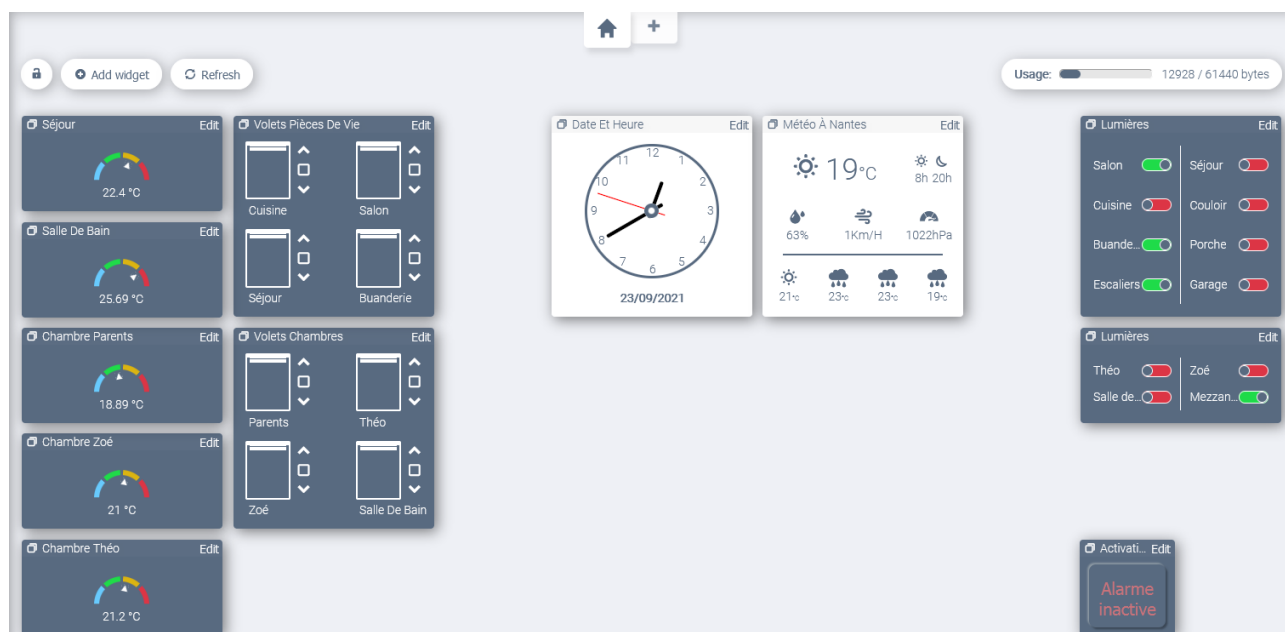 Add widget
Refresh
Usage: 12928 / 61440 bytes
Séjour Edit
22.4 °C
Salle De Bain Edit
25.69 °C
Chambre Parents Edit
18.89 °C
Chambre Zoé Edit
21 °C
Chambre Théo Edit
21.2 °C
Volets Pièces De Vie Edit
Cuisine Salon
Séjour Buanderie
Volets Chambres Edit
Parents Théo
Zoé Salle De Bain
Date Et Heure Edit
12
11 1
10 2
9 3
8 4
7 5
6
23/09/2021
Météo À Nantes Edit
19°C
8h 20h
63% 1Km/H 1022hPa
21°C 23°C 23°C 19°C
Lumières Edit
Salon Séjour
Cuisine Couloir
Buande... Porche
Escaliers Garage
Lumières Edit
Théo Zoé
Salle de... Mezzan...
Activati... Edit
Alarme
inactive